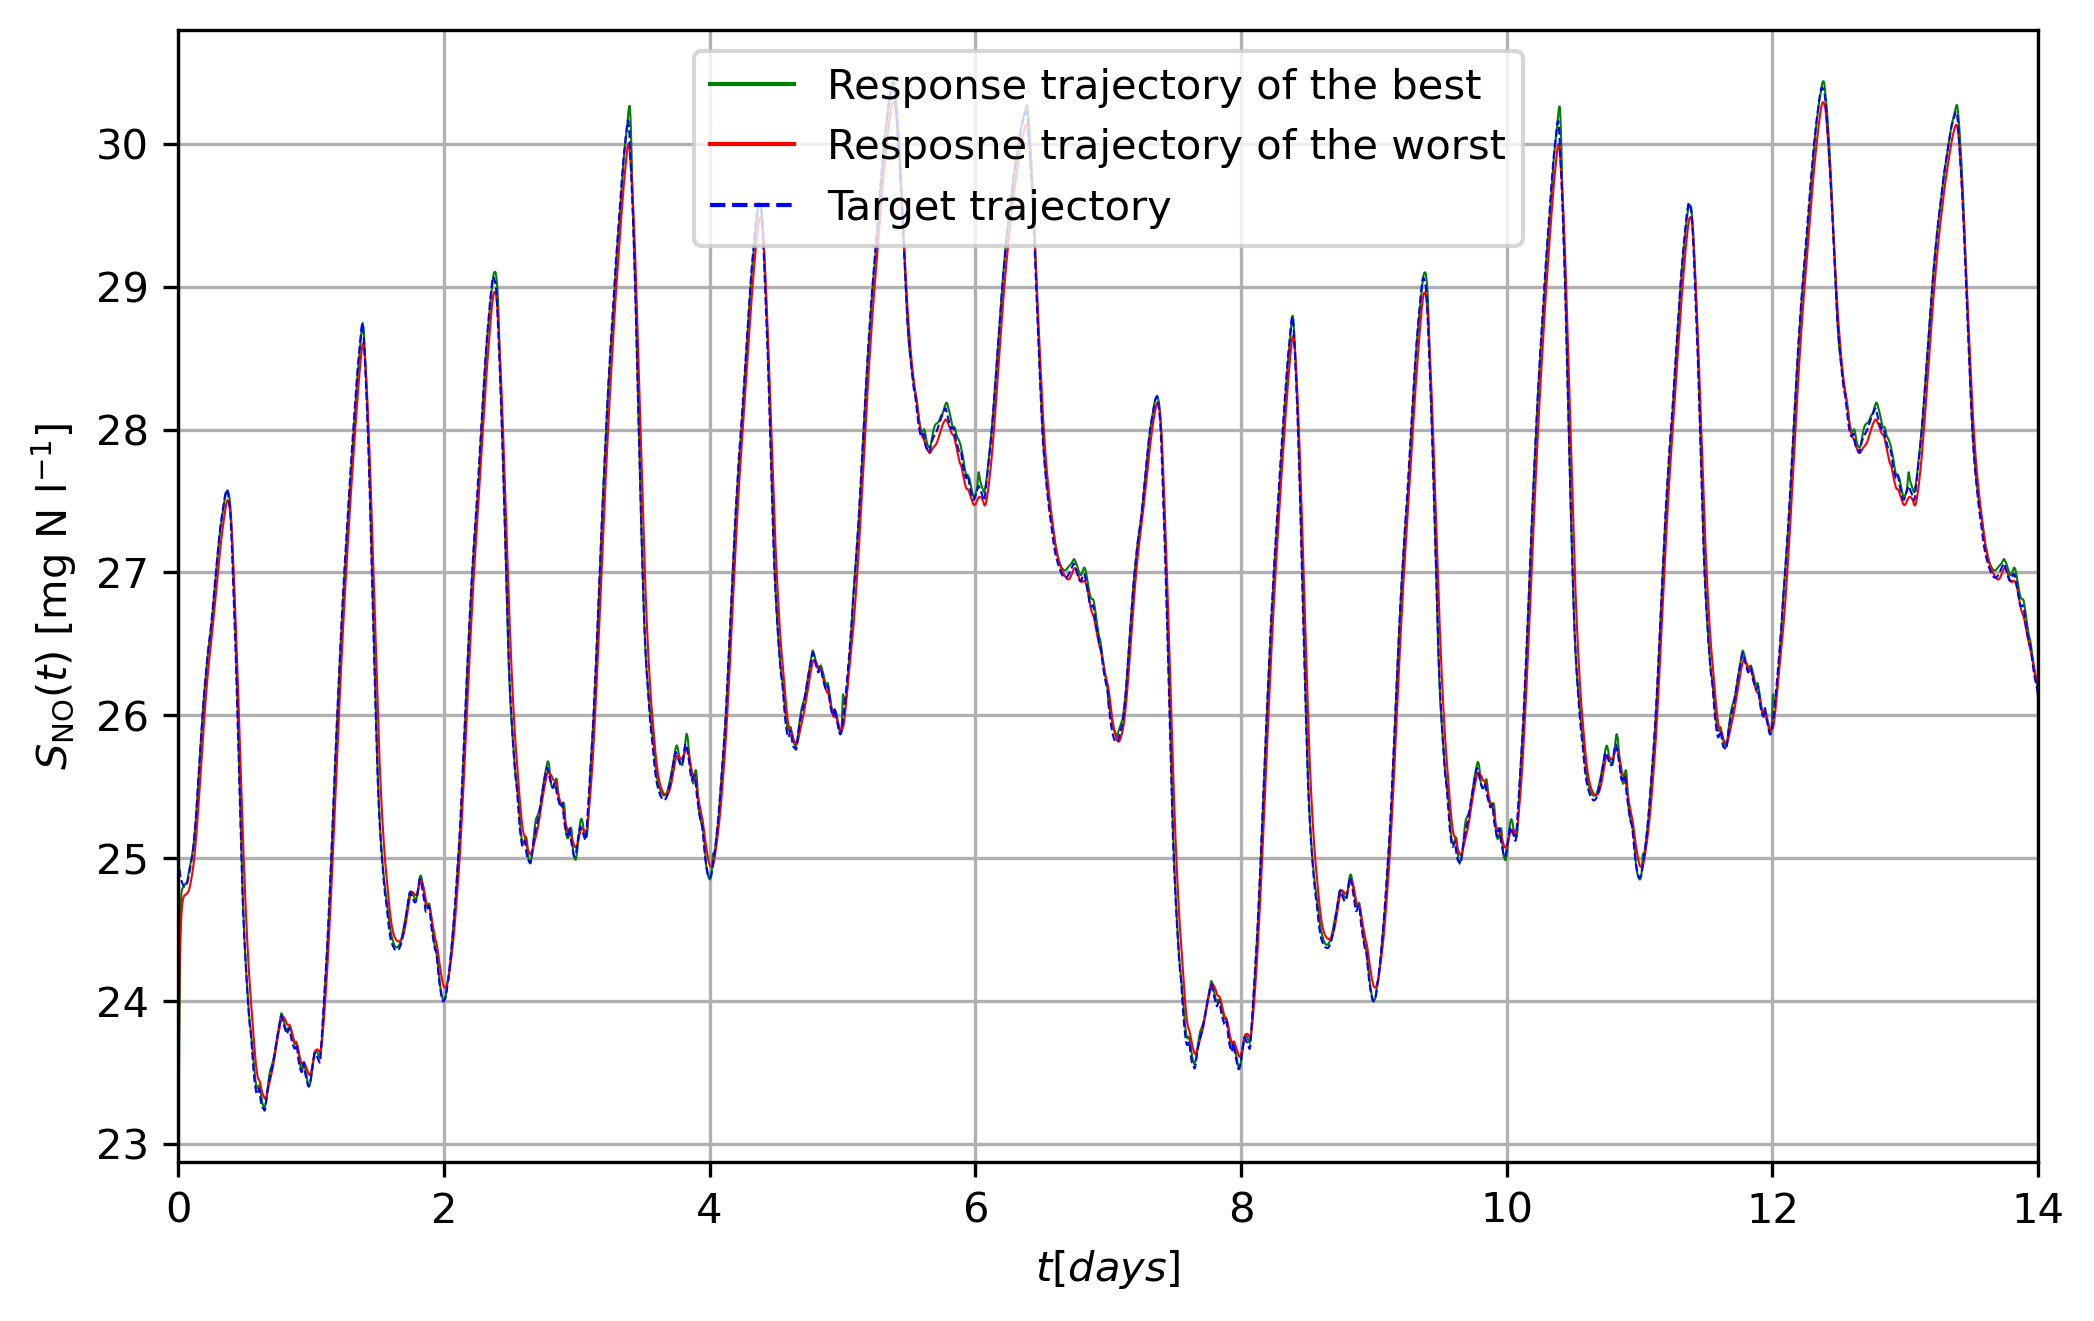 Response trajectory of the best
Resposne trajectory of the worst
Target trajectory
30
29
28
27
26
25
24
23
S_NO(t) [mg N l⁻¹]
0 2 4 6 8 10 12 14
t[days]